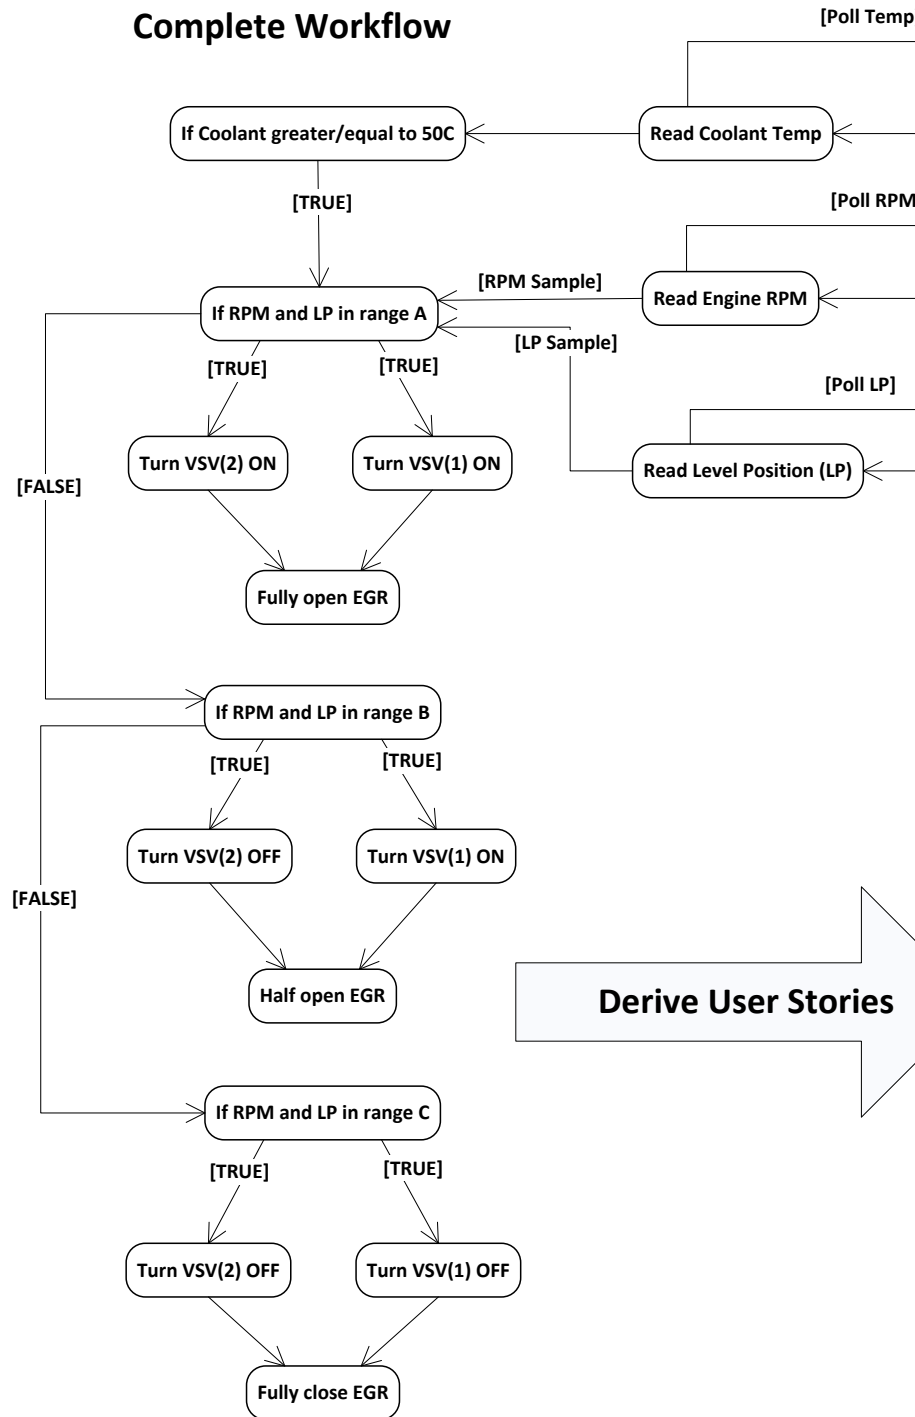 Complete Workflow
[Poll Temp
If Coolant greater/equal to 50C
Read Coolant Temp
[TRUE]
[Poll RPM
[RPM Sample]
If RPM and LP in range A
Read Engine RPM
[LP Sample]
[TRUE]
[TRUE]
[Poll LP]
Turn VSV(2) ON
Turn VSV(1) ON
Read Level Position (LP)
[FALSE]
Fully open EGR
If RPM and LP in range B
[TRUE]
[TRUE]
Turn VSV(2) OFF
Turn VSV(1) ON
[FALSE]
Half open EGR
Derive User Stories
If RPM and LP in range C
[TRUE]
[TRUE]
Turn VSV(2) OFF
Turn VSV(1) OFF
Fully close EGR